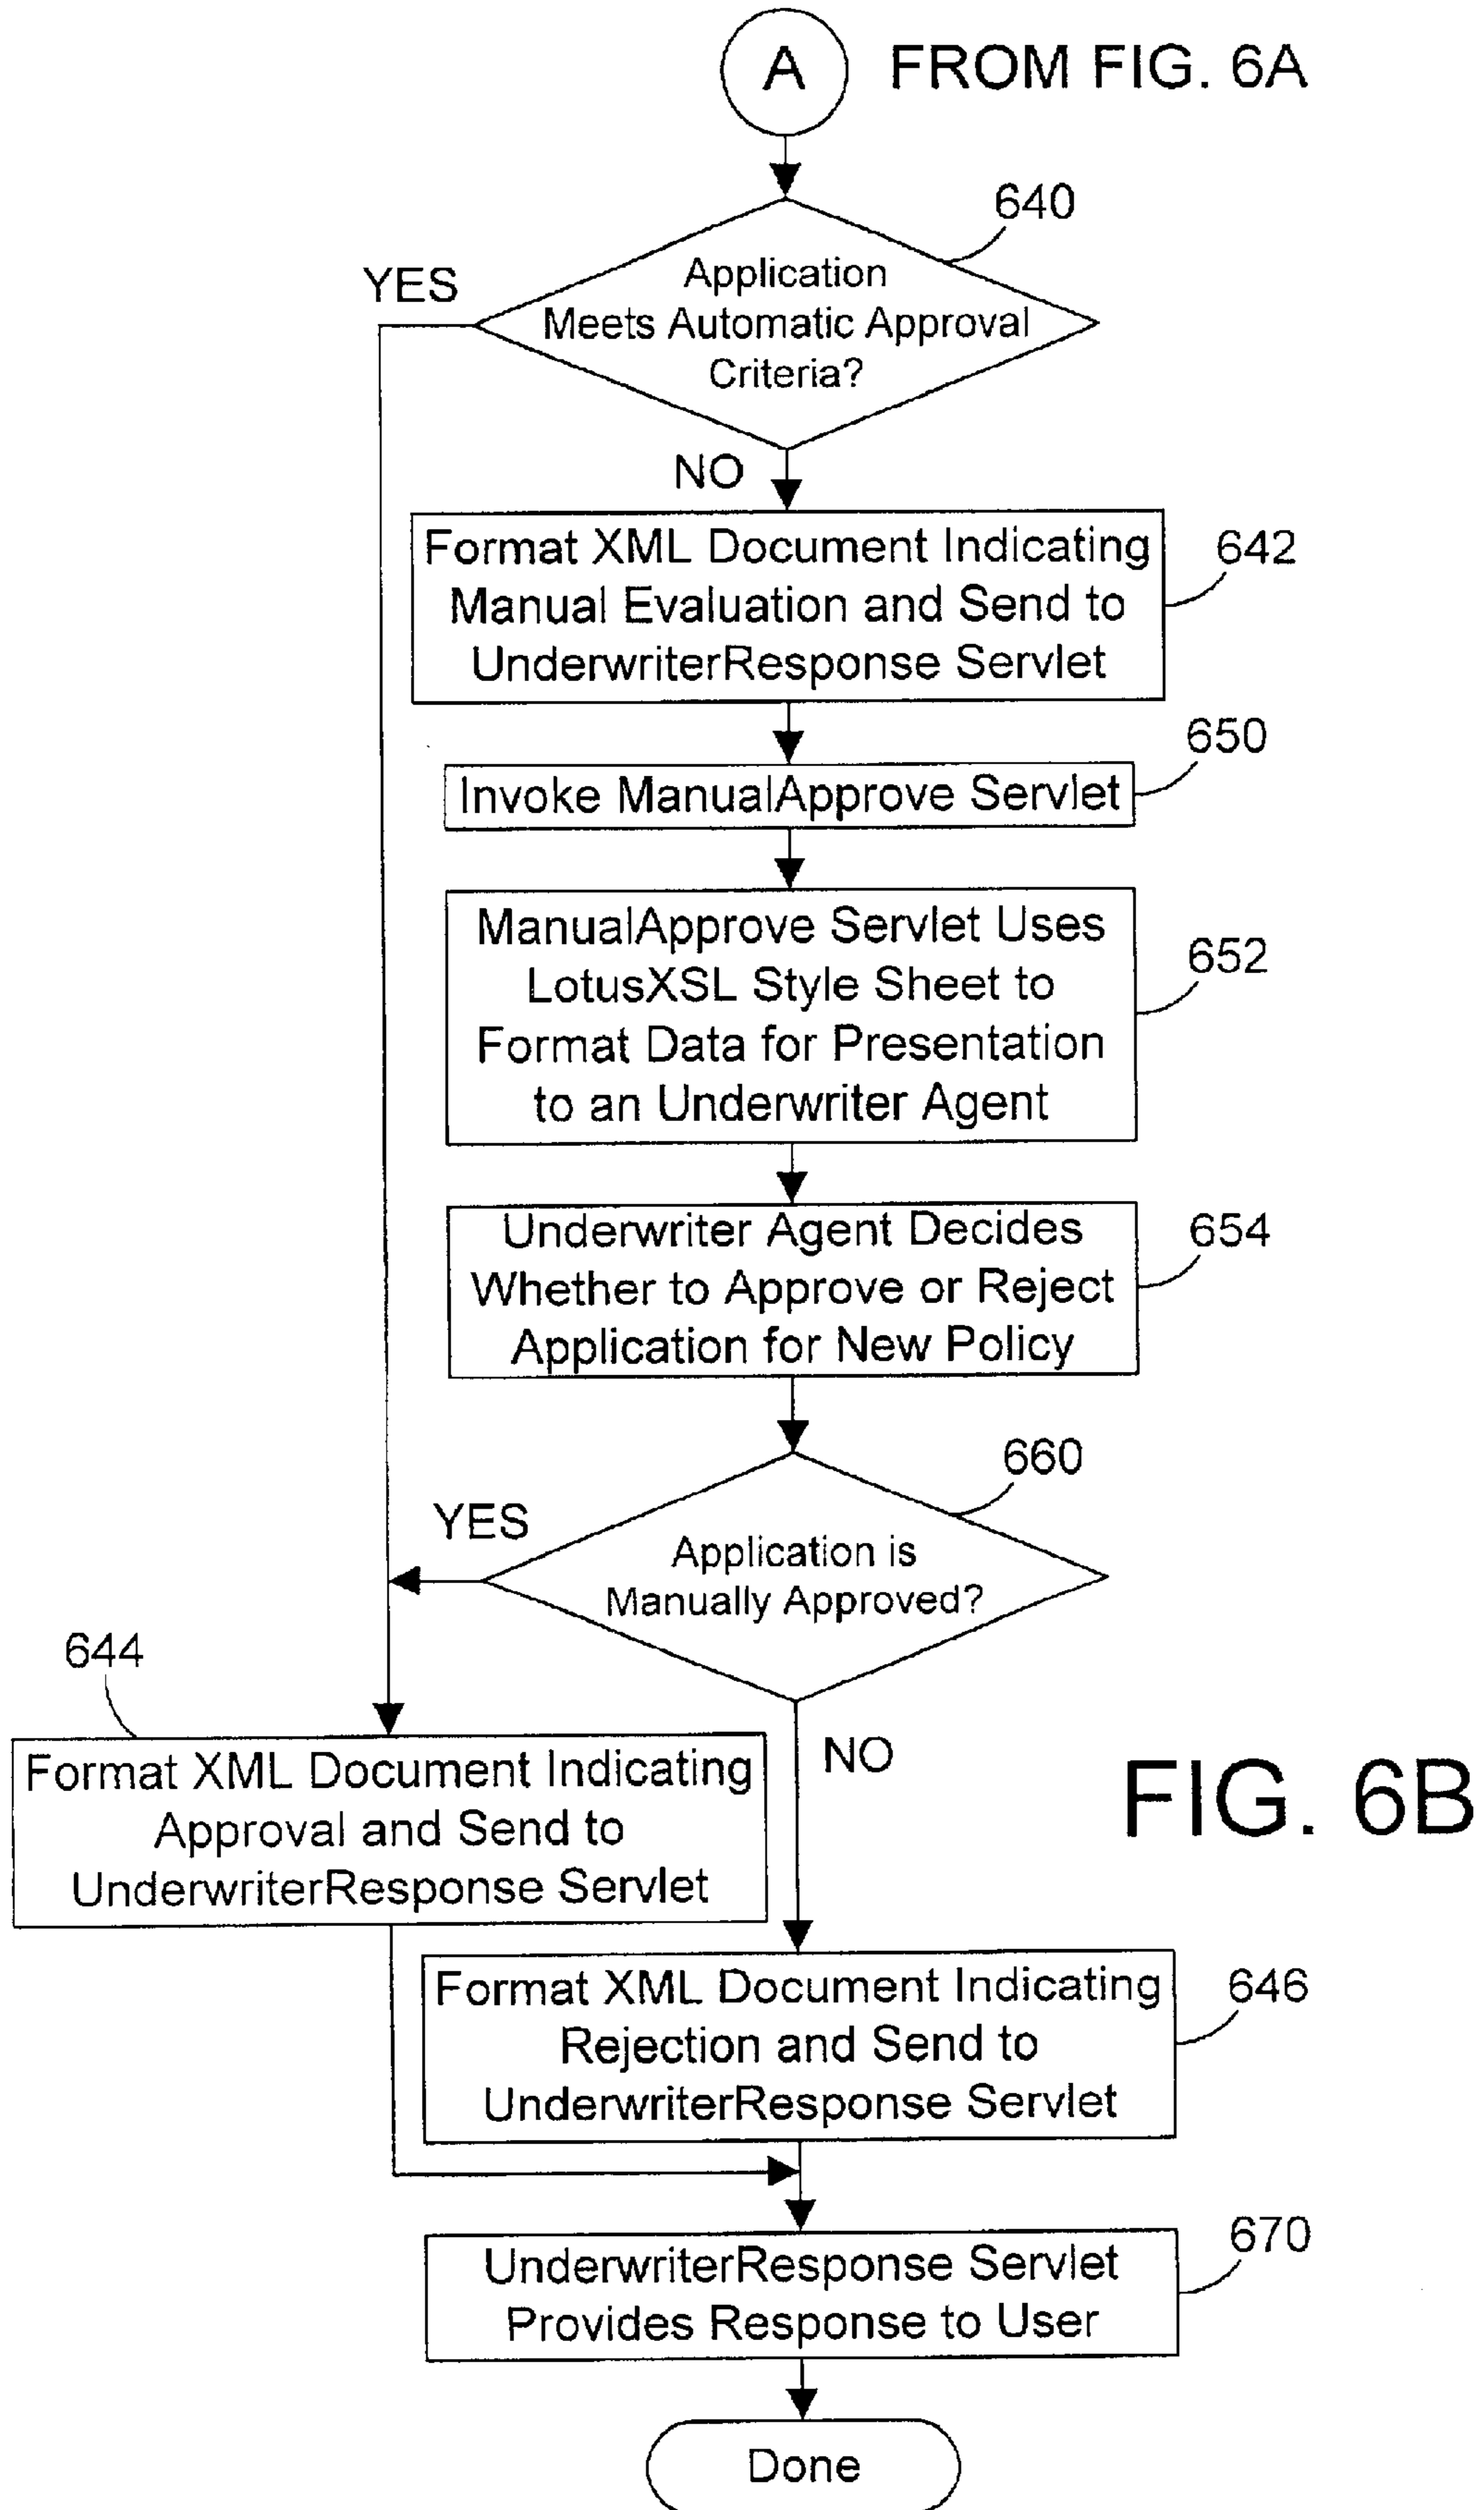 A
FROM FIG. 6A
640
YES
Application
Meets Automatic Approval
Criteria?
NO
Format XML Document Indicating
Manual Evaluation and Send to
UnderwriterResponse Servlet
642
650
Invoke ManualApprove Servlet
ManualApprove Servlet Uses
LotusXSL Style Sheet to
Format Data for Presentation
to an Underwriter Agent
652
Underwriter Agent Decides
Whether to Approve or Reject
Application for New Policy
654
660
YES
Application is
Manually Approved?
644
NO
Format XML Document Indicating
Approval and Send to
UnderwriterResponse Servlet
FIG. 6B
Format XML Document Indicating
Rejection and Send to
UnderwriterResponse Servlet
646
670
UnderwriterResponse Servlet
Provides Response to User
Done